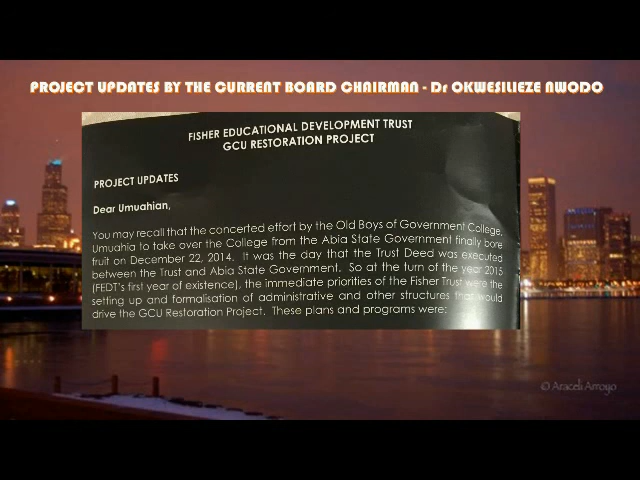 PROJECT UPDATES BY THE CURRENT BOARD CHAIRMAN - Dr OKWESILIEZE NWODO
FISHER EDUCATIONAL DEVELOPMENT TRUST
GCU RESTORATION PROJECT
PROJECT UPDATES
Dear Umuahian,
You may recall that the concerted effort by the Old Boys of Government College,
Umuahia to take over the College from the Abia State Government finally bore
fruit on December 22, 2014. It was the day that the Trust Deed was executed
between the Trust and Abia State Government. So at the turn of the year 2015
(FEDT's first year of existence), the immediate priorities of the Fisher Trust were the
setting up and formalisation of administrative and other structures that would
drive the GCU Restoration Project. These plans and programs were:
© Araceli Arroyo